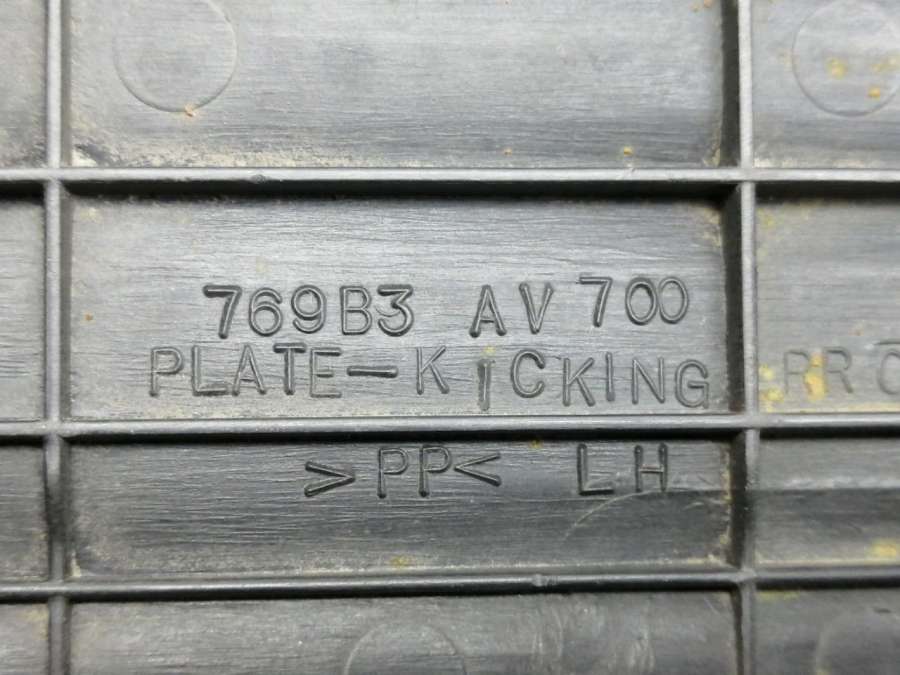 769B3 AV700
PLATE-KICKING
>PP< LH